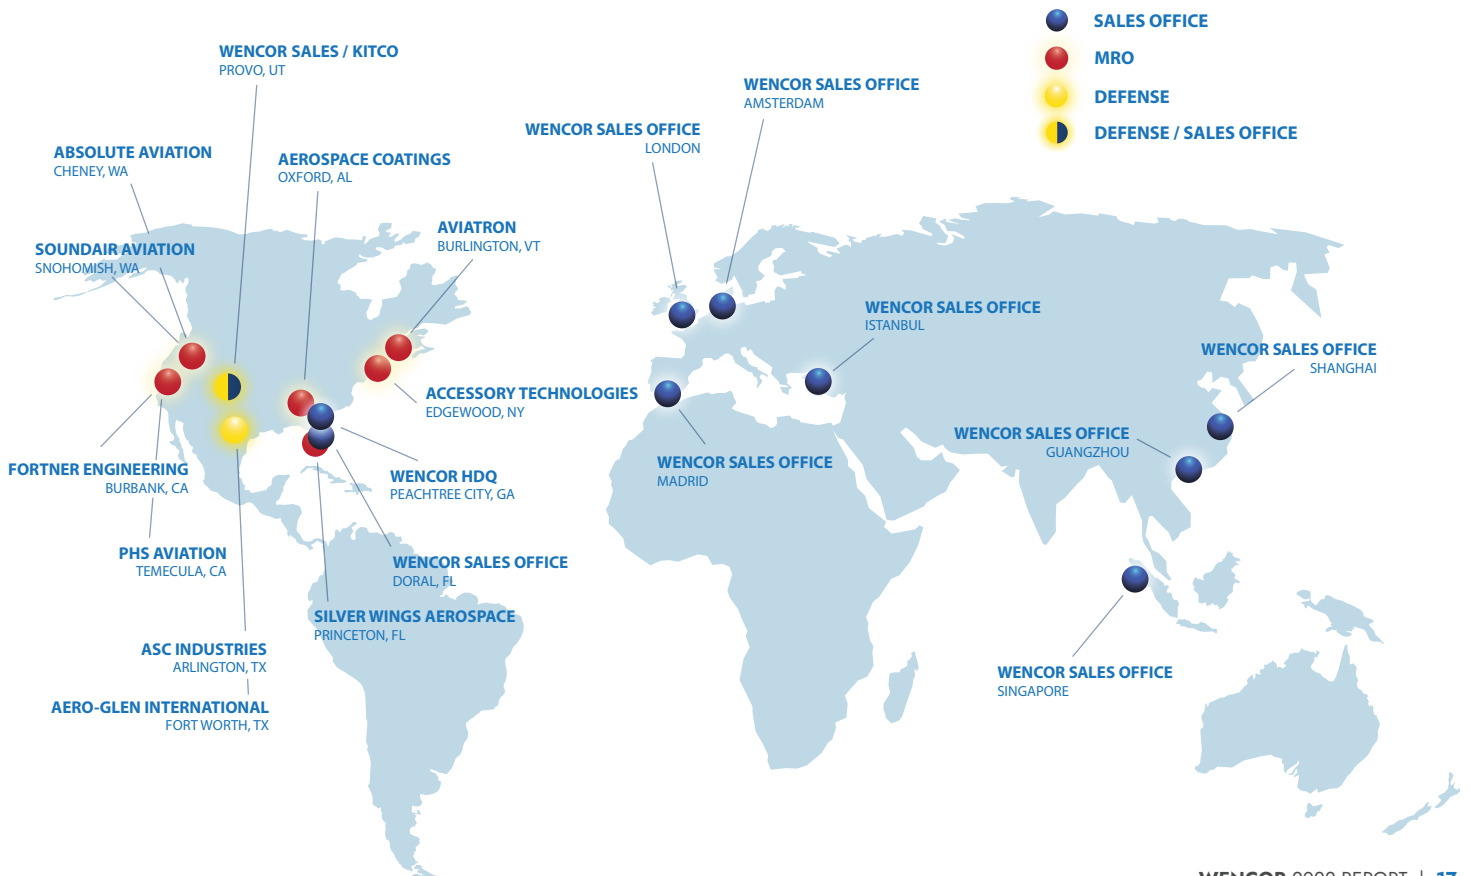 SALES OFFICE
MRO
DEFENSE
DEFENSE / SALES OFFICE
WENCOR SALES / KITCO
PROVO, UT
WENCOR SALES OFFICE
AMSTERDAM
WENCOR SALES OFFICE
LONDON
ABSOLUTE AVIATION
CHENEY, WA
AEROSPACE COATINGS
OXFORD, AL
AVIATRON
BURLINGTON, VT
SOUNDAIR AVIATION
SNOHOMISH, WA
WENCOR SALES OFFICE
ISTANBUL
WENCOR SALES OFFICE
SHANGHAI
ACCESSORY TECHNOLOGIES
EDGEWOOD, NY
WENCOR SALES OFFICE
GUANGZHOU
WENCOR SALES OFFICE
MADRID
FORTNER ENGINEERING
BURBANK, CA
WENCOR HDQ
PEACHTREE CITY, GA
PHS AVIATION
TEMECULA, CA
WENCOR SALES OFFICE
DORAL, FL
SILVER WINGS AEROSPACE
PRINCETON, FL
ASC INDUSTRIES
ARLINGTON, TX
WENCOR SALES OFFICE
SINGAPORE
AERO-GLEN INTERNATIONAL
FORT WORTH, TX
WENCOR REPORT | 17